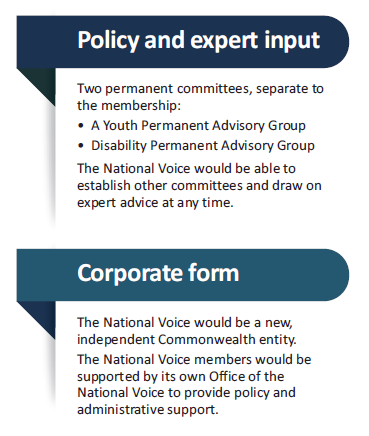 Policy and expert input
Two permanent committees, separate to
the membership:
• A Youth Permanent Advisory Group
• Disability Permanent Advisory Group
The National Voice would be able to
establish other committees and draw on
expert advice at any time.
Corporate form
The National Voice would be a new,
independent Commonwealth entity.
The National Voice members would be
supported by its own Office of the
National Voice to provide policy and
administrative support.